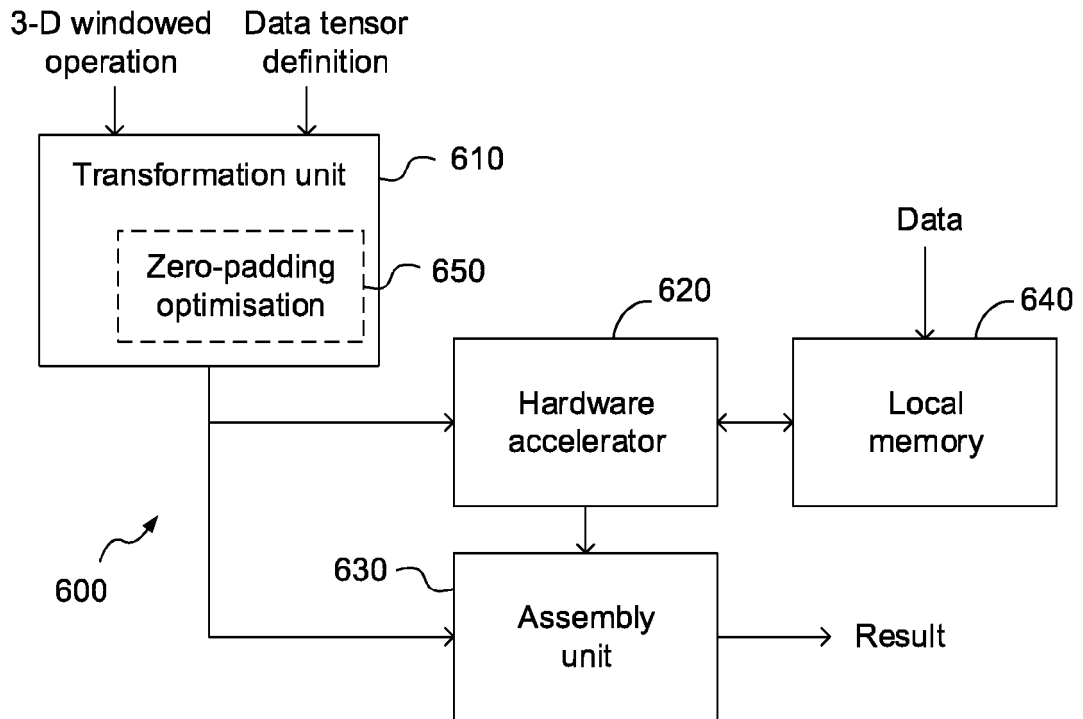 3-D windowed
operation
Data tensor
definition
Transformation unit
610
Zero-padding
optimisation
650
Data
620
640
Hardware
accelerator
Local
memory
600
630
Assembly
unit
Result